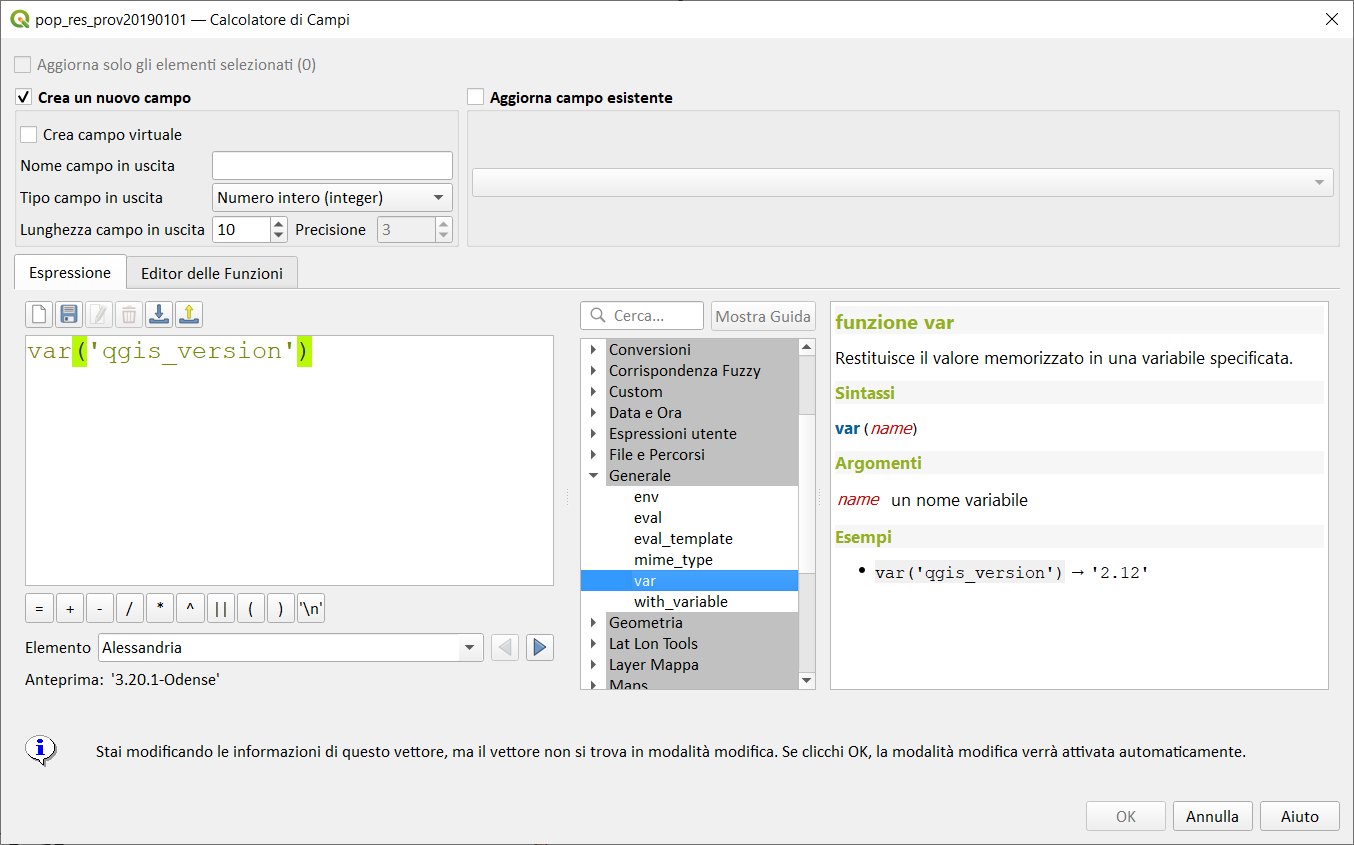 pop_res_prov20190101 — Calcolatore di Campi
Aggiorna solo gli elementi selezionati (0)
Crea un nuovo campo
Aggiorna campo esistente
Crea campo virtuale
Nome campo in uscita
Tipo campo in uscita Numero intero (integer)
Lunghezza campo in uscita 10 Precisione 3
Espressione Editor delle Funzioni
var('qgis_version')
= + - / * ^ || ( ) '\n'
Elemento Alessandria
Anteprima: '3.20.1-Odense'
Cerca... Mostra Guida
Conversioni
Corrispondenza Fuzzy
Custom
Data e Ora
Espressioni utente
File e Percorsi
Generale
env
eval
eval_template
mime_type
var
with_variable
Geometria
Lat Lon Tools
Layer Mappa
Maps
funzione var
Restituisce il valore memorizzato in una variabile specificata.
Sintassi
var (name)
Argomenti
name un nome variabile
Esempi
• var('qgis_version') → '2.12'
Stai modificando le informazioni di questo vettore, ma il vettore non si trova in modalità modifica. Se clicchi OK, la modalità modifica verrà attivata automaticamente.
OK Annulla Aiuto